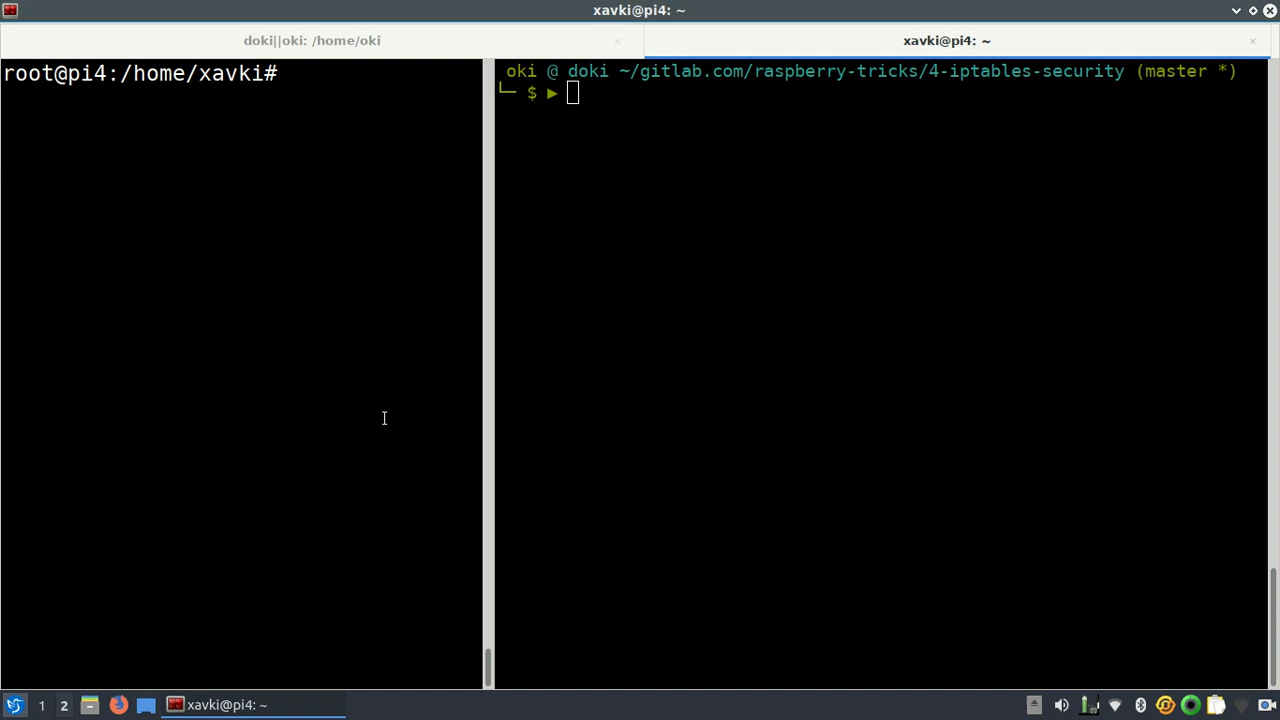 xavki@pi4: ~
doki||oki: /home/oki ×
xavki@pi4: ~ ×
root@pi4:/home/xavki#
oki @ doki ~/gitlab.com/raspberry-tricks/4-iptables-security (master *)
└─ $ ▶
1 2 xavki@pi4: ~